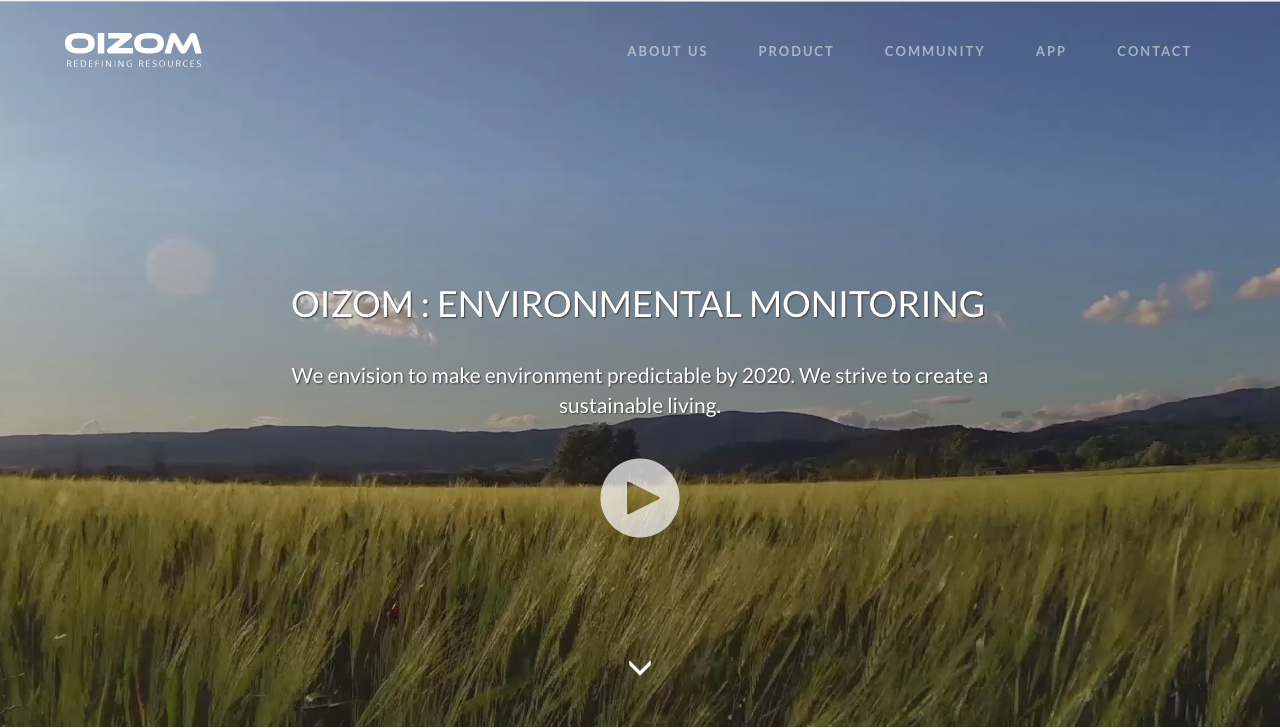 OIZOM
REDEFINING RESOURCES
ABOUT US
PRODUCT
COMMUNITY
APP
CONTACT
OIZOM : ENVIRONMENTAL MONITORING
We envision to make environment predictable by 2020. We strive to create a
sustainable living.